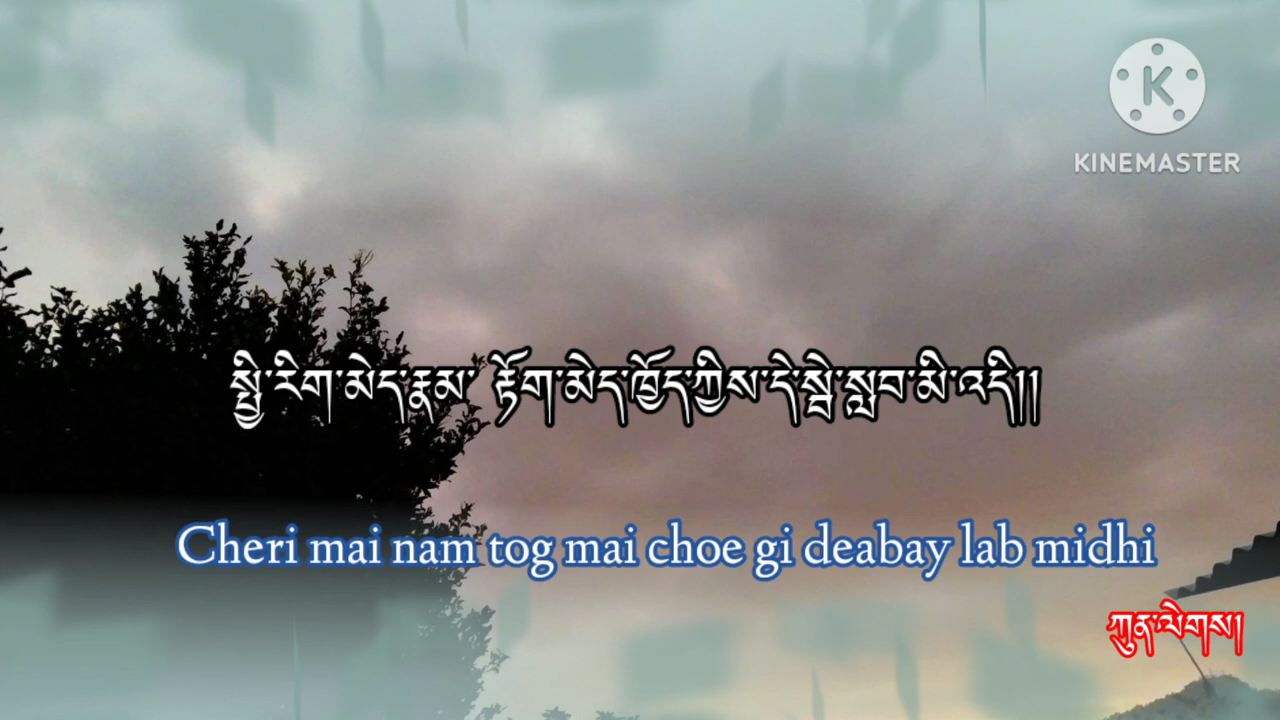 KINEMASTER
སྤྱི་རིག་མེད་རྣམ་ རྟོག་མེད་ཁྱོད་ཀྱིས་དེ་སྦེ་སླབ་མི་འདི།།
Cheri mai nam tog mai choe gi deabay lab midhi
ཀུན་ལེགས།